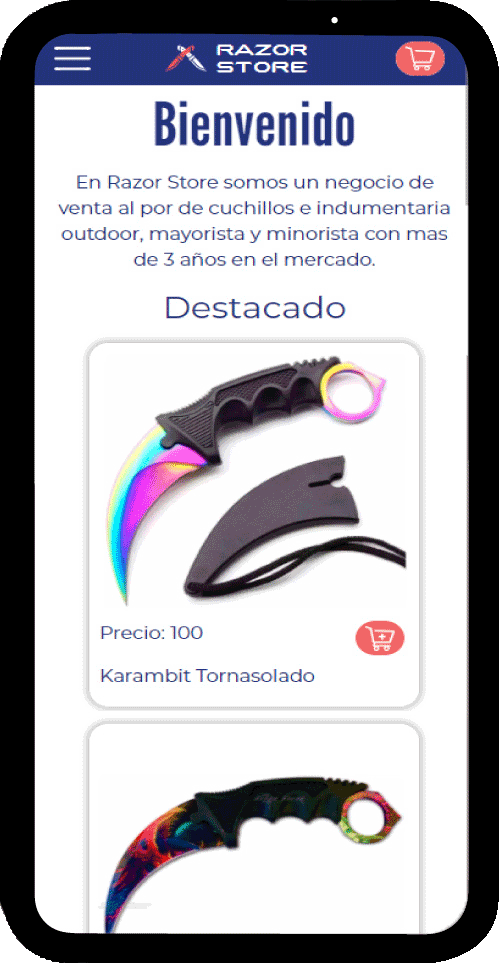 RAZOR
STORE
Bienvenido
En Razor Store somos un negocio de
venta al por de cuchillos e indumentaria
outdoor, mayorista y minorista con mas
de 3 años en el mercado.
Destacado
Precio: 100
Karambit Tornasolado